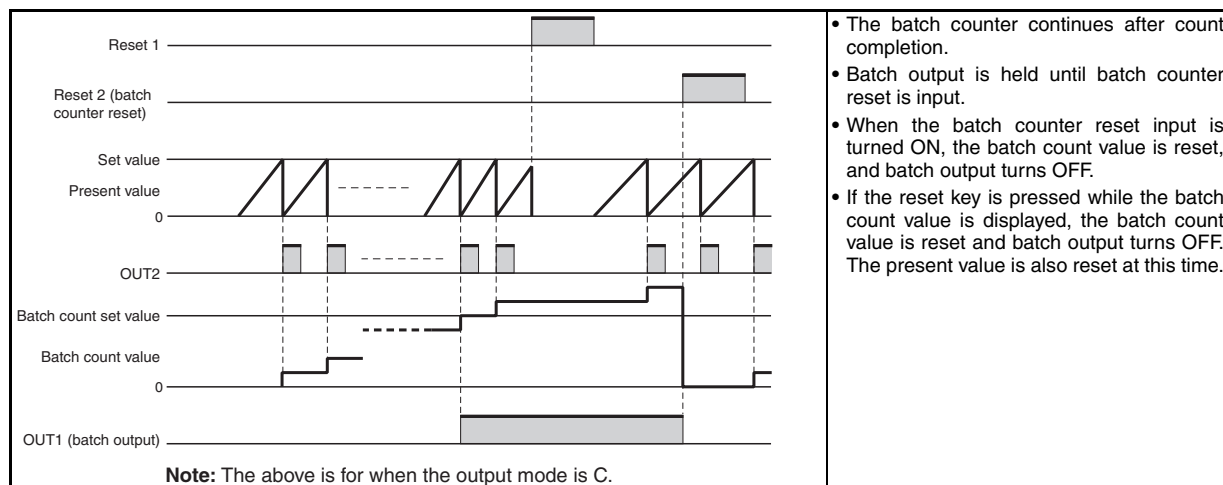 Reset 1
Reset 2 (batch
counter reset)
Set value
Present value
0
OUT2
Batch count set value
Batch count value
0
OUT1 (batch output)
Note: The above is for when the output mode is C.
• The batch counter continues after count
completion.
• Batch output is held until batch counter
reset is input.
• When the batch counter reset input is
turned ON, the batch count value is reset,
and batch output turns OFF.
• If the reset key is pressed while the batch
count value is displayed, the batch count
value is reset and batch output turns OFF.
The present value is also reset at this time.